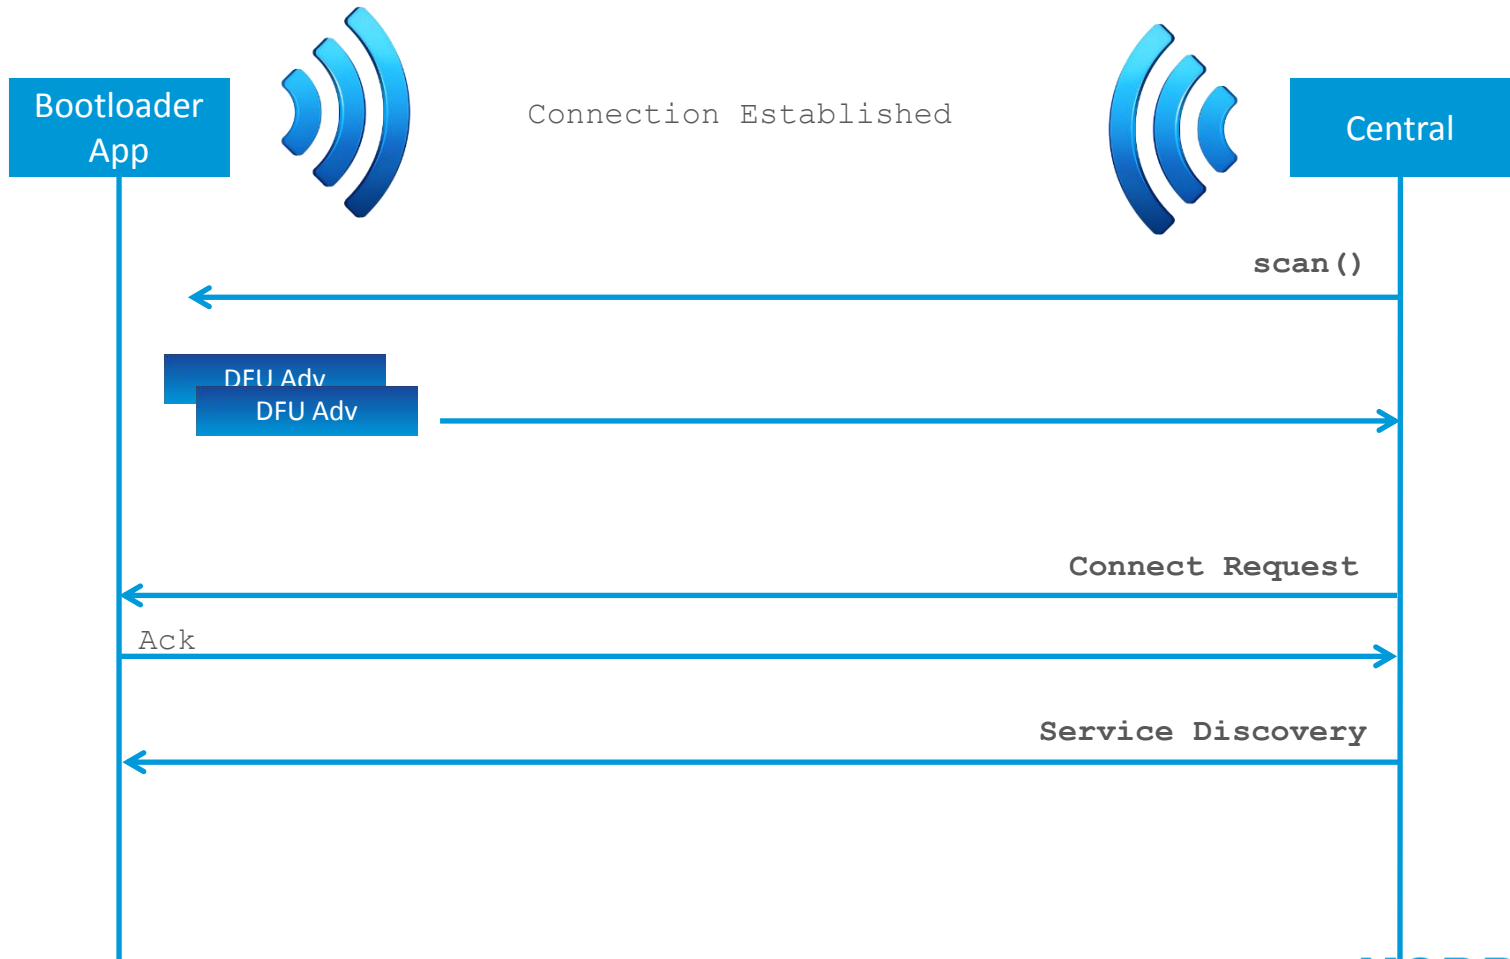 Bootloader
App
Connection Established
Central
scan()
DFU Adv
DFU Adv
Connect Request
Ack
Service Discovery